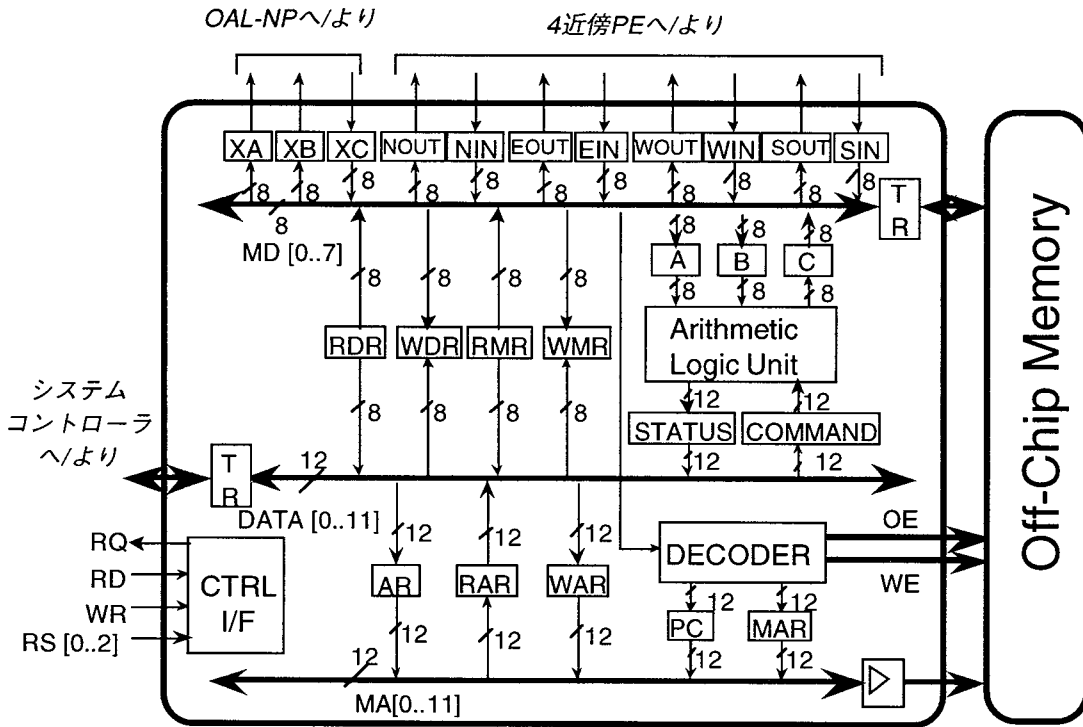 OAL-NPへ/より 4近傍PEへ/より
XA XB XC NOUT NIN EOUT EIN WOUT WIN SOUT SIN
8 8 8 8 8 8 8 8 8 8 8
T R
8
MD [0..7]
8 8 8
A B C
8 8 8 8 8 8 8
Arithmetic
Logic Unit
RDR WDR RMR WMR
8 8 8 8
12 12
STATUS COMMAND
12 12
システム
コントローラ
へ/より
T R
12
DATA [0..11]
12 12 12
AR RAR WAR
12 12 12
DECODER
OE
WE
12 12
PC MAR
12 12
RQ
RD
WR
RS [0..2]
CTRL
I/F
12
MA[0..11]
Off-Chip Memory